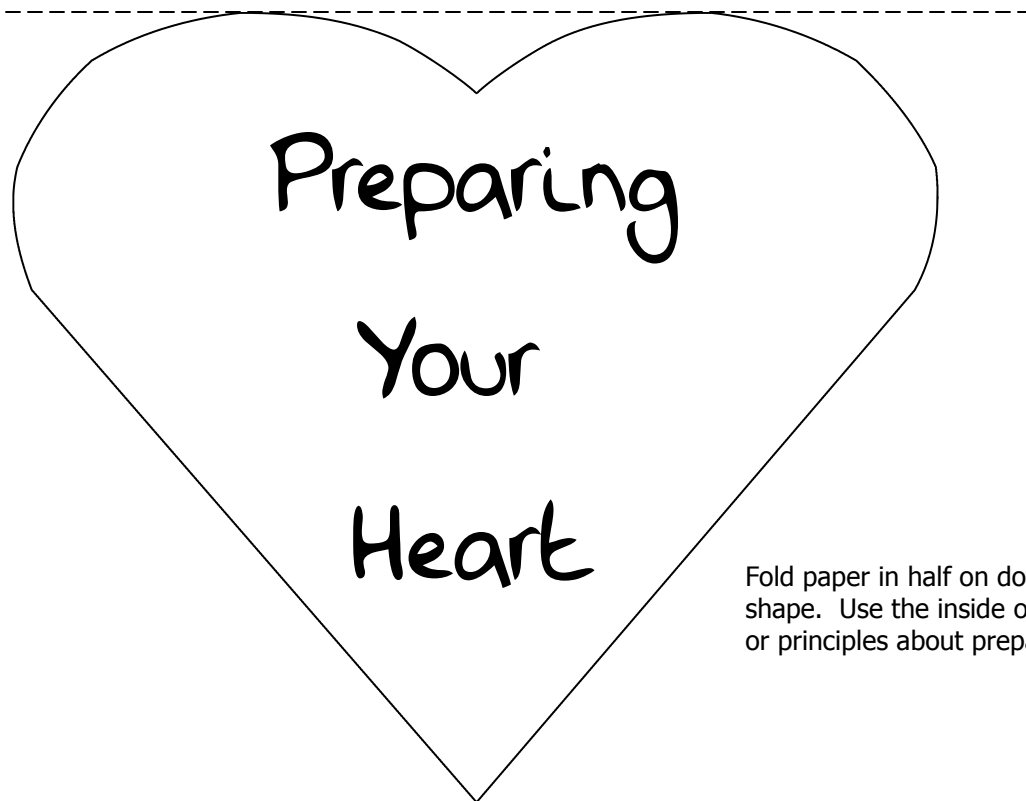 Preparing
Your
Heart
Fold paper in half on do
shape.  Use the inside o
or principles about prepa